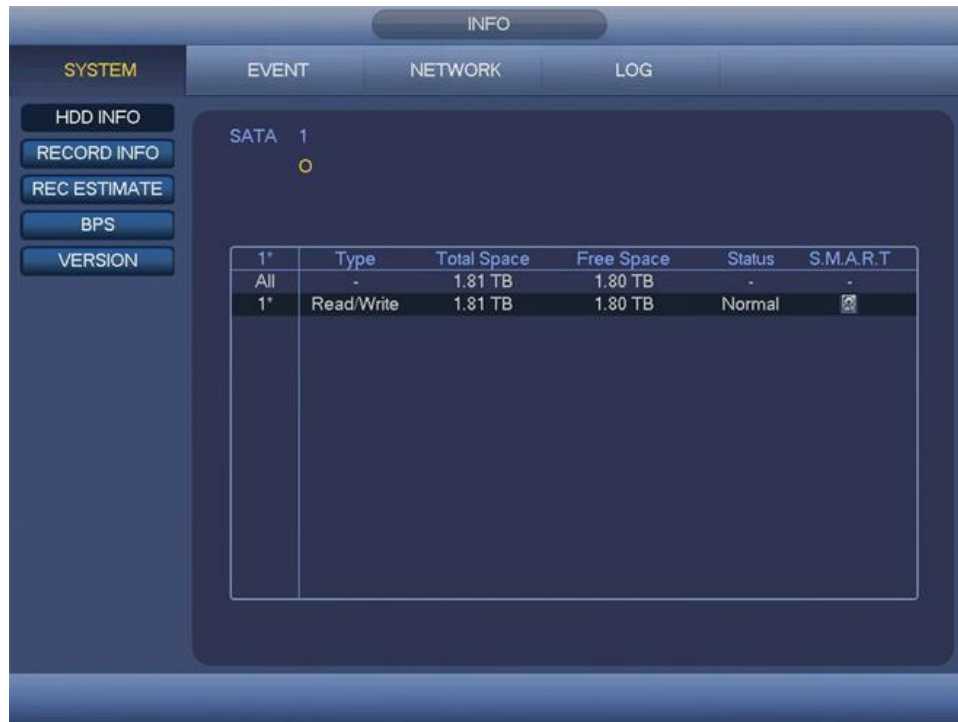 INFO
SYSTEM EVENT NETWORK LOG
HDD INFO
RECORD INFO
REC ESTIMATE
BPS
VERSION
SATA 1
O
1* Type Total Space Free Space Status S.M.A.R.T
All - 1.81 TB 1.80 TB - -
1* Read/Write 1.81 TB 1.80 TB Normal